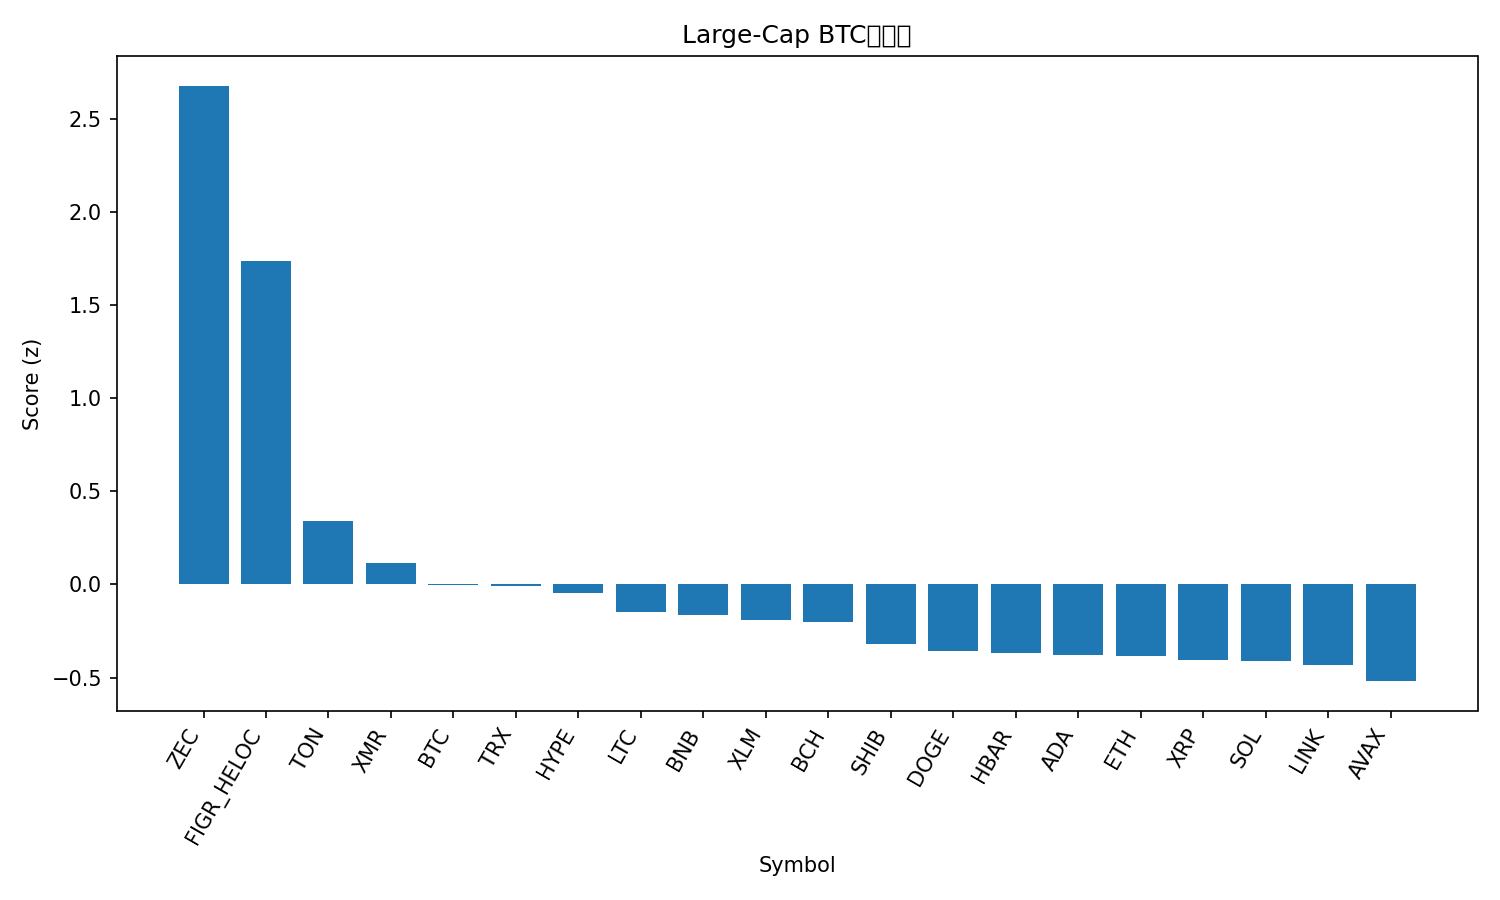 Large-Cap BTC
Score (z)
2.5
2.0
1.5
1.0
0.5
0.0
−0.5
ZEC
FIGR_HELOC
TON
XMR
BTC
TRX
HYPE
LTC
BNB
XLM
BCH
SHIB
DOGE
HBAR
ADA
ETH
XRP
SOL
LINK
AVAX
Symbol